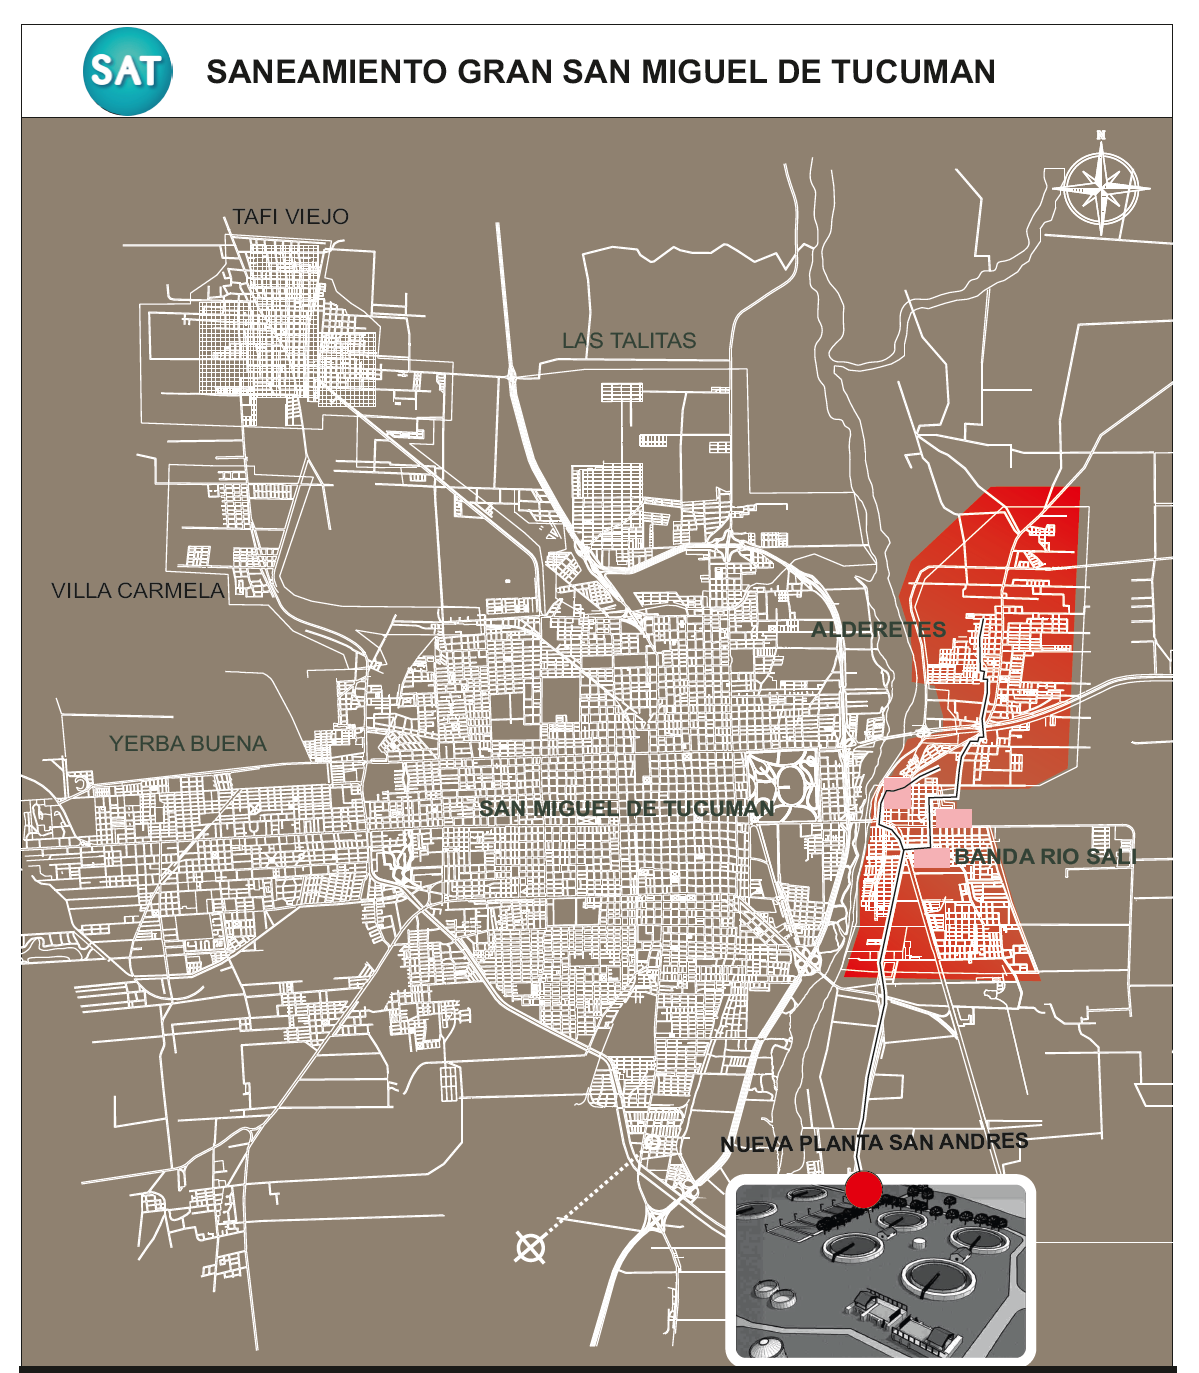 SAT
SANEAMIENTO GRAN SAN MIGUEL DE TUCUMAN
N
TAFI VIEJO
LAS TALITAS
VILLA CARMELA
ALDERETES
YERBA BUENA
SAN MIGUEL DE TUCUMAN
BANDA RIO SALI
NUEVA PLANTA SAN ANDRES